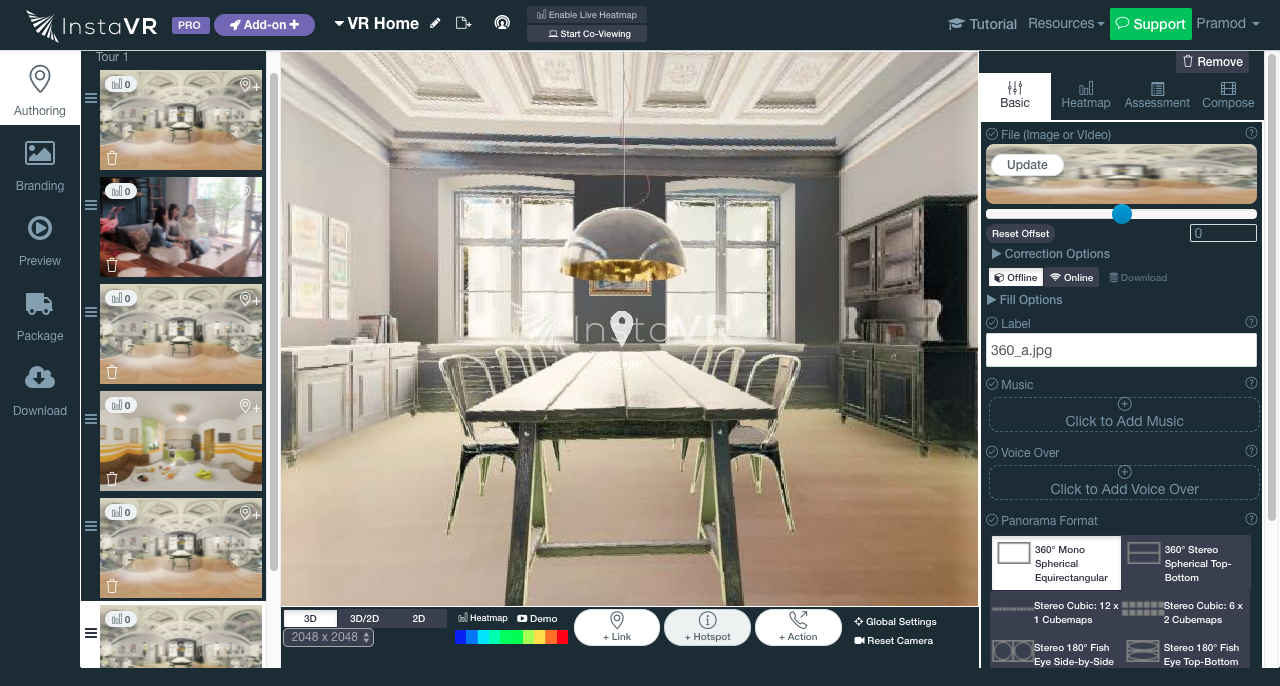 InstaVR
PRO
Add-on
VR Home
Enable Live Heatmap
Start Co-Viewing
Tutorial
Resources
Support
Pramod
Authoring
Branding
Preview
Package
Download
Tour 1
0
0
0
0
0
0
InstaVR
3D
3D/2D
2D
2048 x 2048
Heatmap
Demo
+ Link
+ Hotspot
+ Action
Global Settings
Reset Camera
Remove
Basic
Heatmap
Assessment
Compose
File (Image or VIdeo)
Update
Reset Offset
0
Correction Options
Offline
Online
Download
Fill Options
Label
360_a.jpg
Music
Click to Add Music
Voice Over
Click to Add Voice Over
Panorama Format
360° Mono
Spherical
Equirectangular
360° Stereo
Spherical Top-
Bottom
Stereo Cubic: 12 x
1 Cubemaps
Stereo Cubic: 6 x
2 Cubemaps
Stereo 180° Fish
Eye Side-by-Side
Stereo 180° Fish
Eye Top-Bottom